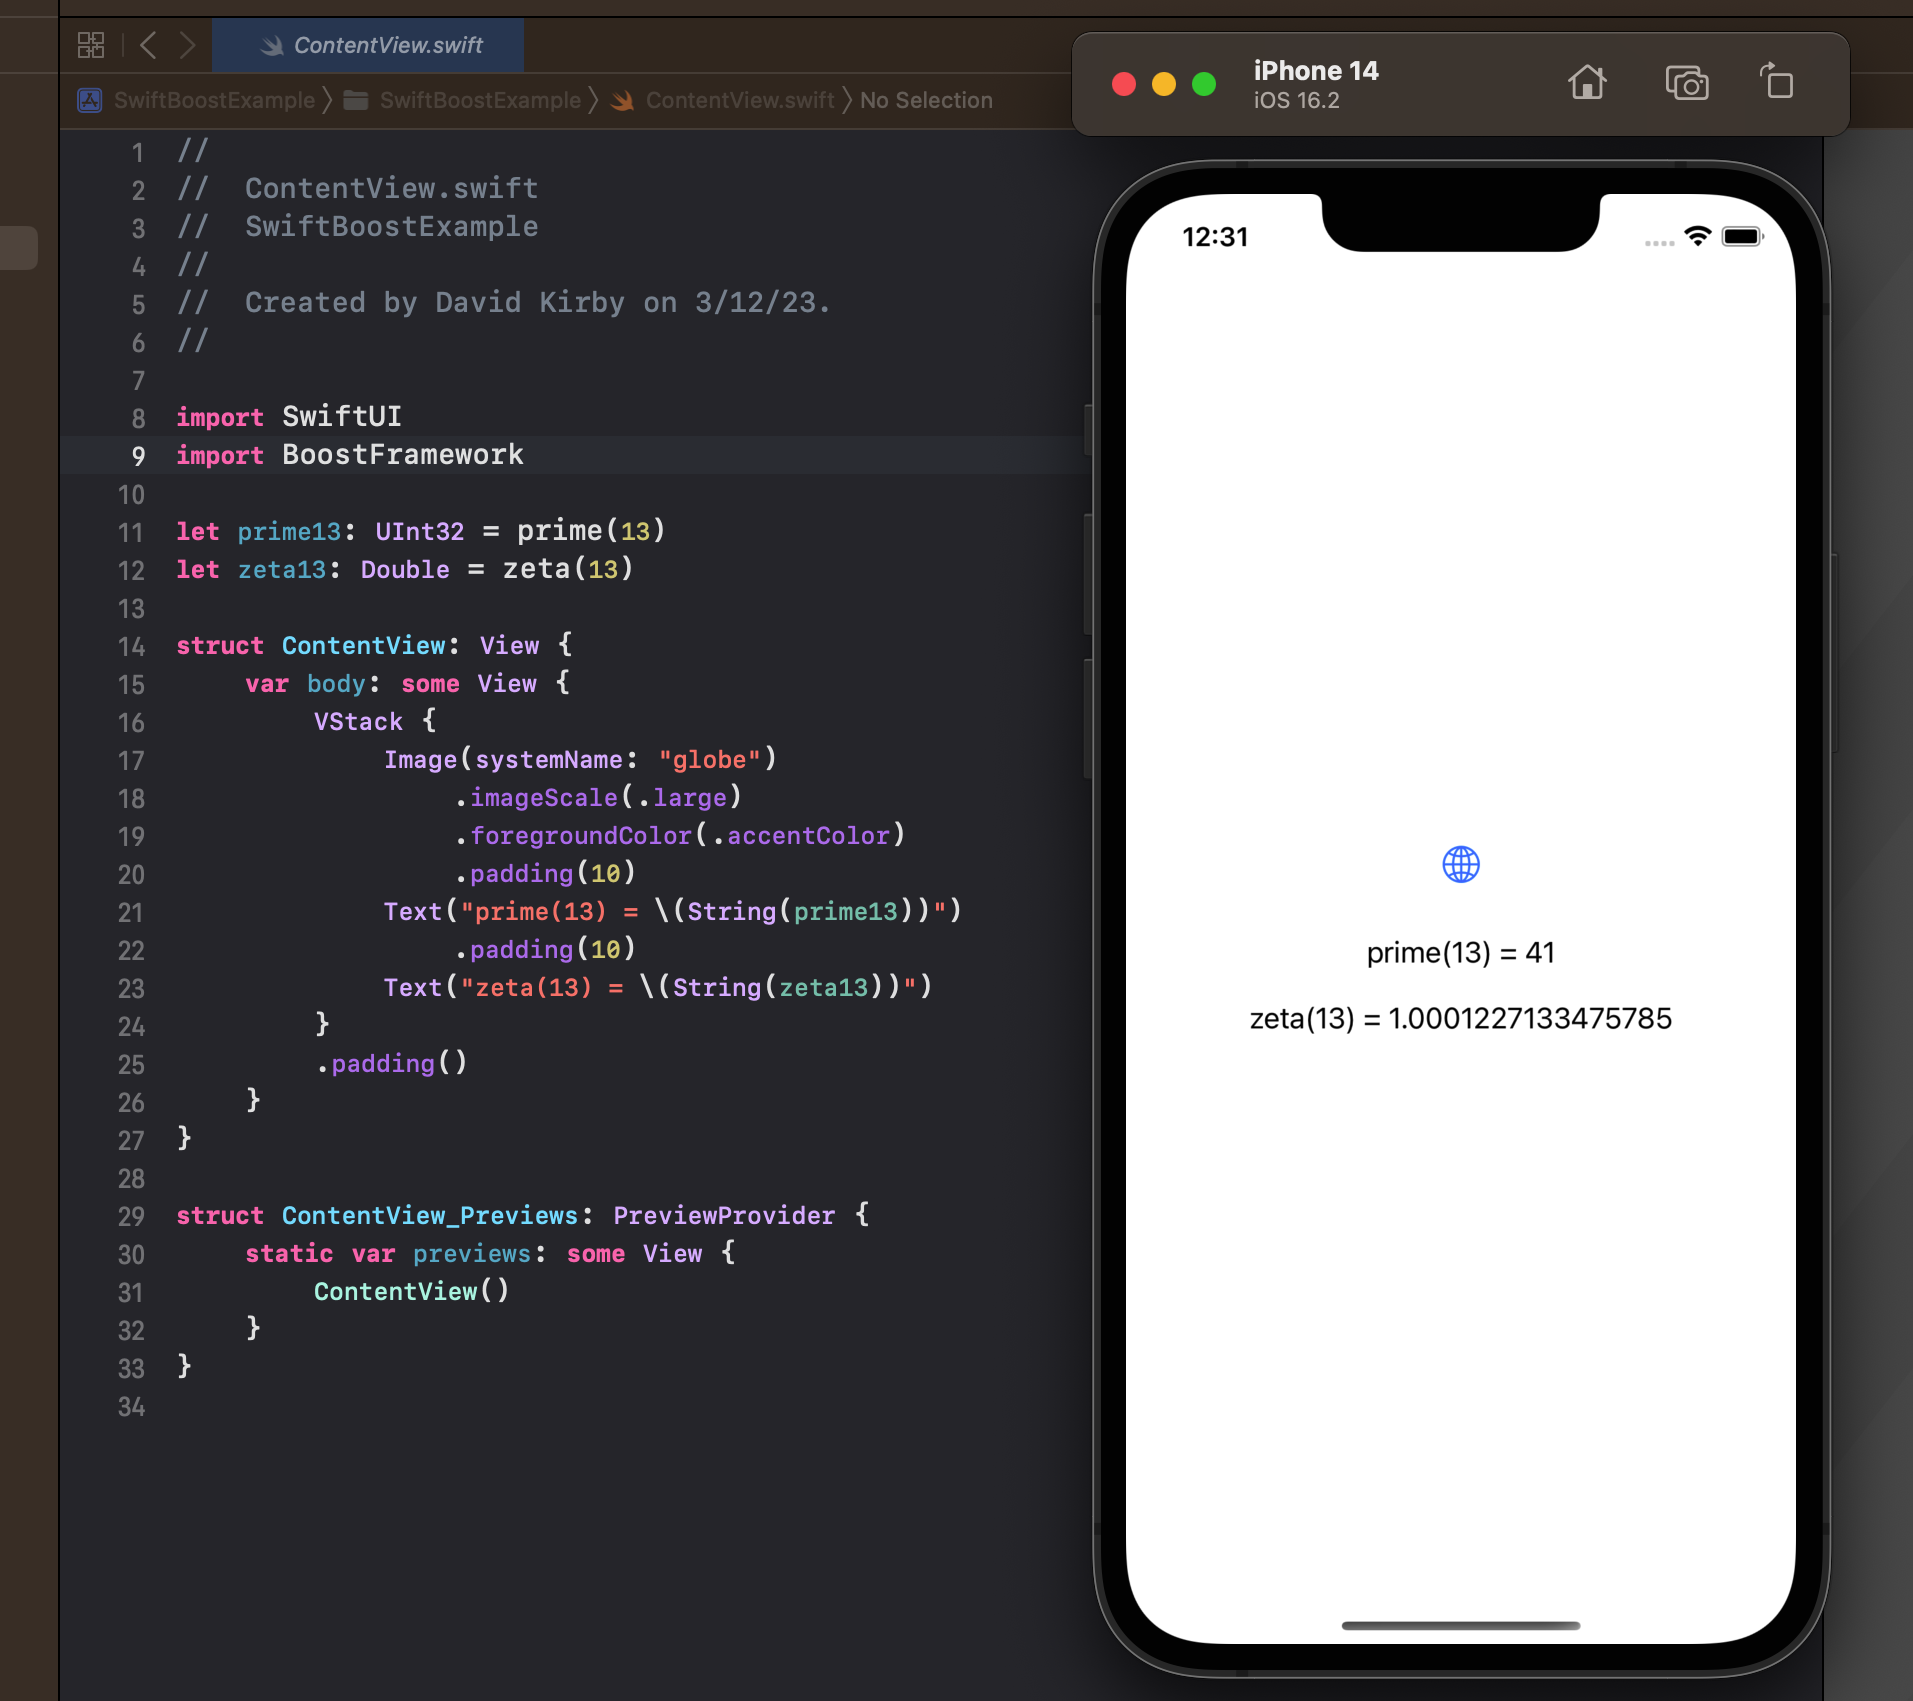 ContentView.swift
SwiftBoostExample 〉 SwiftBoostExample 〉 ContentView.swift 〉 No Selection
1 //
2 //  ContentView.swift
3 //  SwiftBoostExample
4 //
5 //  Created by David Kirby on 3/12/23.
6 //
7
8 import SwiftUI
9 import BoostFramework
10
11 let prime13: UInt32 = prime(13)
12 let zeta13: Double = zeta(13)
13
14 struct ContentView: View {
15     var body: some View {
16         VStack {
17             Image(systemName: "globe")
18                 .imageScale(.large)
19                 .foregroundColor(.accentColor)
20                 .padding(10)
21             Text("prime(13) = \(String(prime13))")
22                 .padding(10)
23             Text("zeta(13) = \(String(zeta13))")
24         }
25         .padding()
26     }
27 }
28
29 struct ContentView_Previews: PreviewProvider {
30     static var previews: some View {
31         ContentView()
32     }
33 }
34
iPhone 14
iOS 16.2
12:31
prime(13) = 41
zeta(13) = 1.0001227133475785